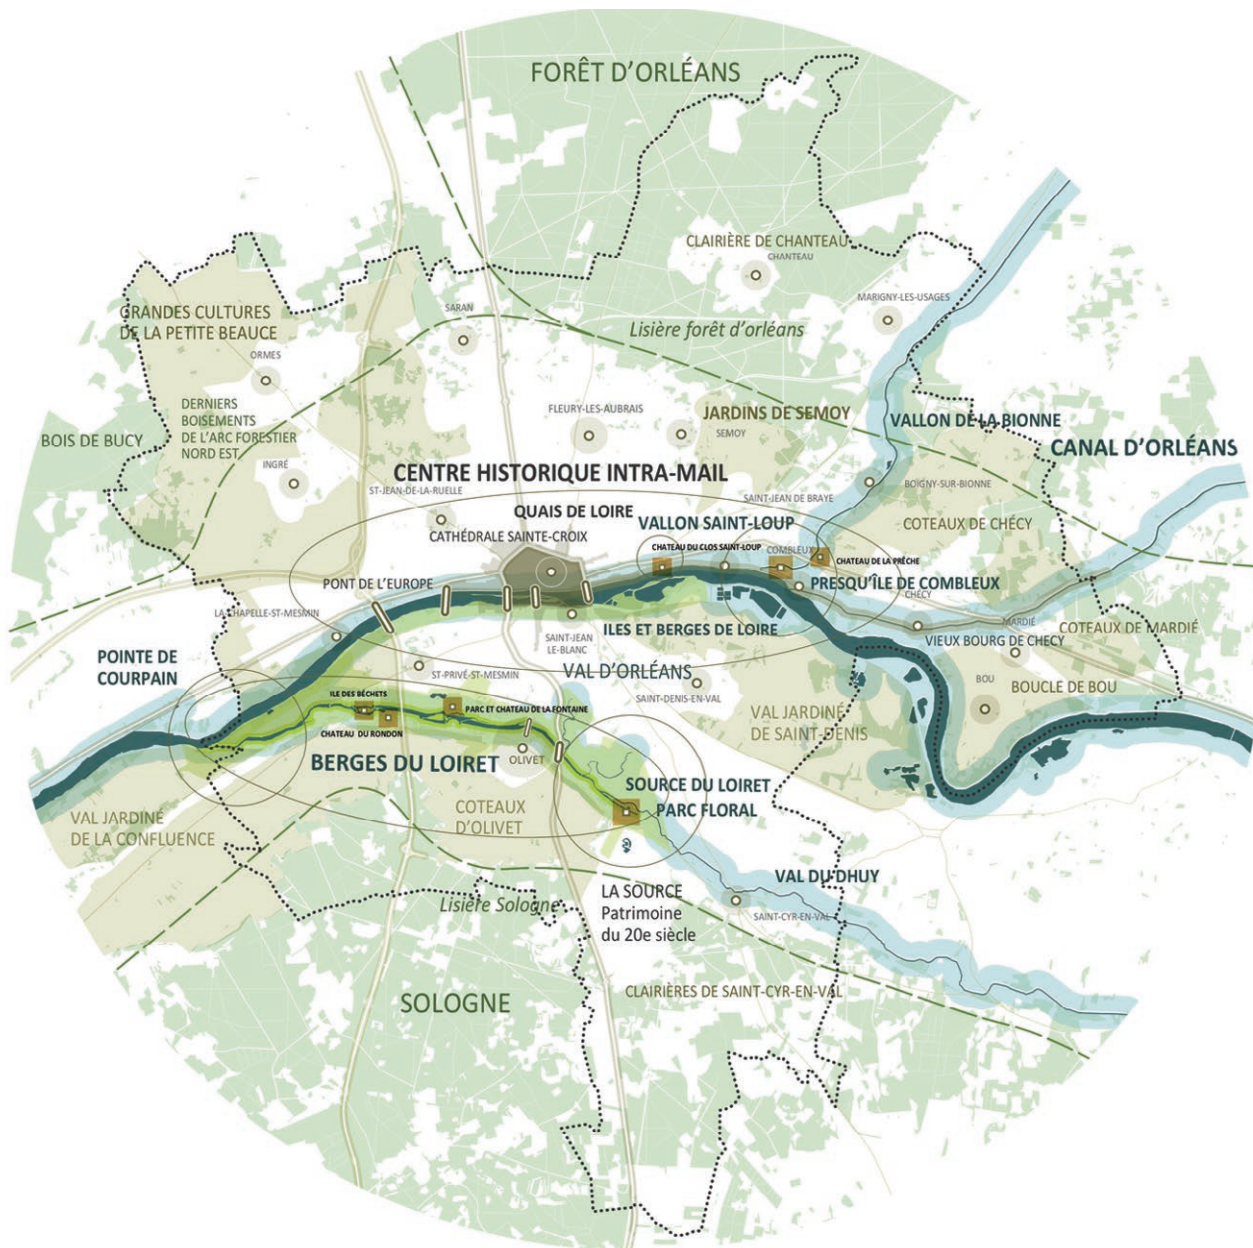 FORÊT D'ORLÉANS
CLAIRIÈRE DE CHANTEAU
CHANTEAU
MARIGNY-LES-USAGES
GRANDES CULTURES
DE LA PETITE BEAUCE
SARAN
Lisière forêt d'orléans
ORMES
DERNIERS
BOISEMENTS
DE L'ARC FORESTIER
NORD EST
BOIS DE BUCY
FLEURY-LES-AUBRAIS
JARDINS DE SEMOY
SEMOY
VALLON DE LA BIONNE
CANAL D'ORLÉANS
INGRÉ
CENTRE HISTORIQUE INTRA-MAIL
ST-JEAN-DE-LA-RUELLE
BOIGNY-SUR-BIONNE
SAINT-JEAN DE BRAYE
QUAIS DE LOIRE
VALLON SAINT-LOUP
COTEAUX DE CHÉCY
CATHÉDRALE SAINTE-CROIX
CHATEAU DU CLOS SAINT-LOUP
COMBLEUX
CHATEAU DE LA PRÊCHE
PONT DE L'EUROPE
PRESQU'ÎLE DE COMBLEUX
CHÉCY
LA CHAPELLE-ST-MESMIN
ILES ET BERGES DE LOIRE
MARDIÉ
COTEAUX DE MARDIÉ
SAINT-JEAN
LE-BLANC
VIEUX BOURG DE CHECY
POINTE DE
COURPAIN
ST-PRIVÉ-ST-MESMIN
VAL D'ORLÉANS
SAINT-DENIS-EN-VAL
BOU
BOUCLE DE BOU
ILE DES BÉCHETS
PARC ET CHATEAU DE LA FONTAINE
VAL JARDINÉ
DE SAINT-DENIS
CHATEAU DU RONDON
BERGES DU LOIRET
OLIVET
SOURCE DU LOIRET
PARC FLORAL
VAL JARDINÉ
DE LA CONFLUENCE
COTEAUX
D'OLIVET
VAL DU DHUY
Lisière Sologne
LA SOURCE
Patrimoine
du 20e siècle
SAINT-CYR-EN-VAL
SOLOGNE
CLAIRIÈRES DE SAINT-CYR-EN-VAL